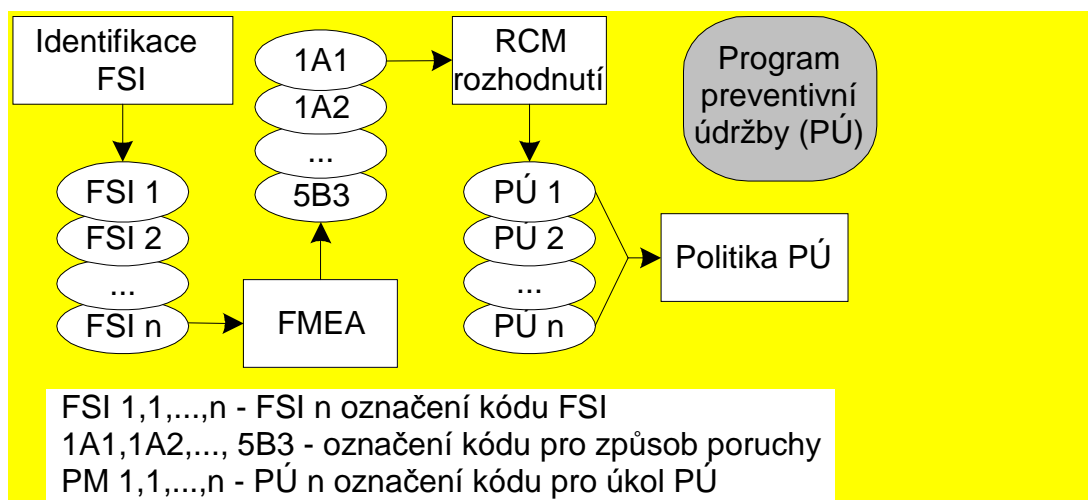 Identifikace
FSI
FSI 1
FSI 2
...
FSI n
FMEA
1A1
1A2
...
5B3
RCM
rozhodnutí
PÚ 1
PÚ 2
...
PÚ n
Politika PÚ
Program
preventivní
údržby (PÚ)
FSI 1,1,...,n - FSI n označení kódu FSI
1A1,1A2,..., 5B3 - označení kódu pro způsob poruchy
PM 1,1,...,n - PÚ n označení kódu pro úkol PÚ